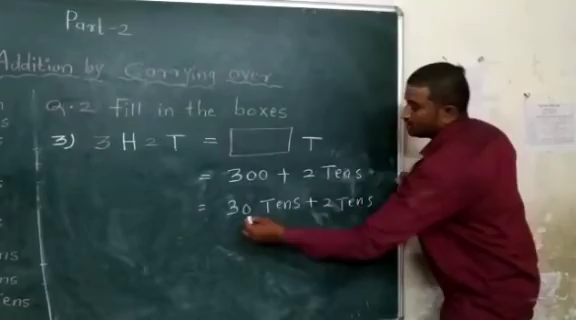 Part-2
Addition by Carrying over
Q.2 Fill in the boxes
3) 3 H 2 T = T
= 300 + 2 Tens
= 30 Tens + 2 Tens